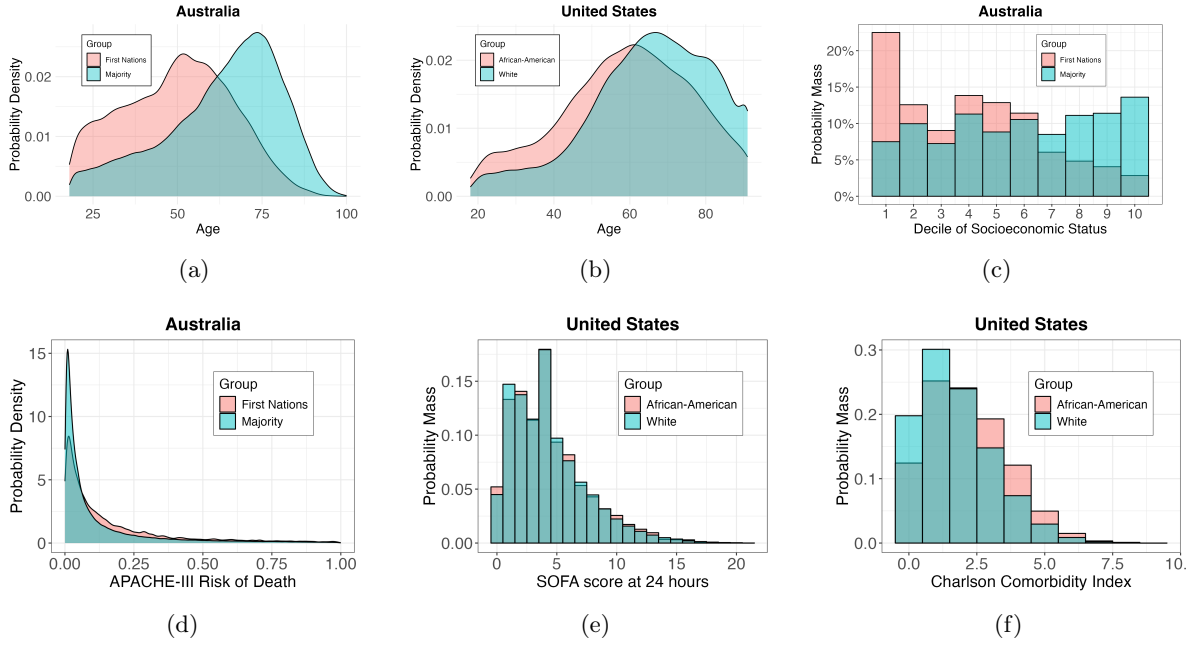 Australia
Probability Density
0.02
0.01
0.00
Group
First Nations
Majority
25 50 75 100
Age
(a)
United States
Probability Density
0.02
0.01
0.00
Group
African-American
White
20 40 60 80
Age
(b)
Australia
Probability Mass
20%
15%
10%
5%
0%
Group
First Nations
Majority
1 2 3 4 5 6 7 8 9 10
Decile of Socioeconomic Status
(c)
Australia
Probability Density
15
10
5
0
Group
First Nations
Majority
0.00 0.25 0.50 0.75 1.00
APACHE-III Risk of Death
(d)
United States
Probability Mass
0.15
0.10
0.05
0.00
Group
African-American
White
0 5 10 15 20
SOFA score at 24 hours
(e)
United States
Probability Mass
0.3
0.2
0.1
0.0
Group
African-American
White
0.0 2.5 5.0 7.5 10.
Charlson Comorbidity Index
(f)